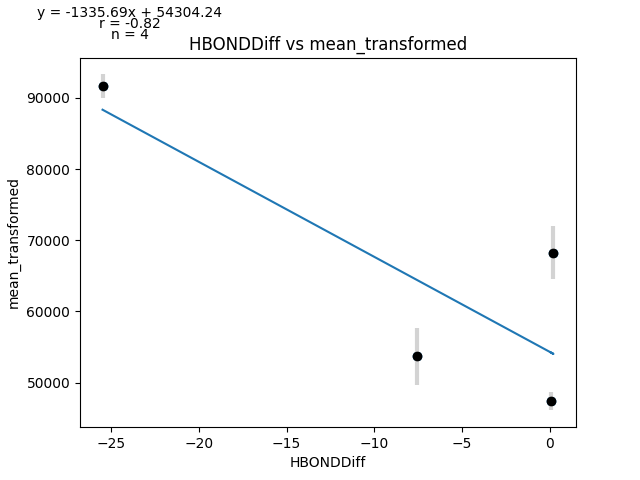 y = -1335.69x + 54304.24
r = -0.82
n = 4
HBONDDiff vs mean_transformed
90000
80000
70000
60000
50000
mean_transformed
−25
−20
−15
−10
−5
0
HBONDDiff